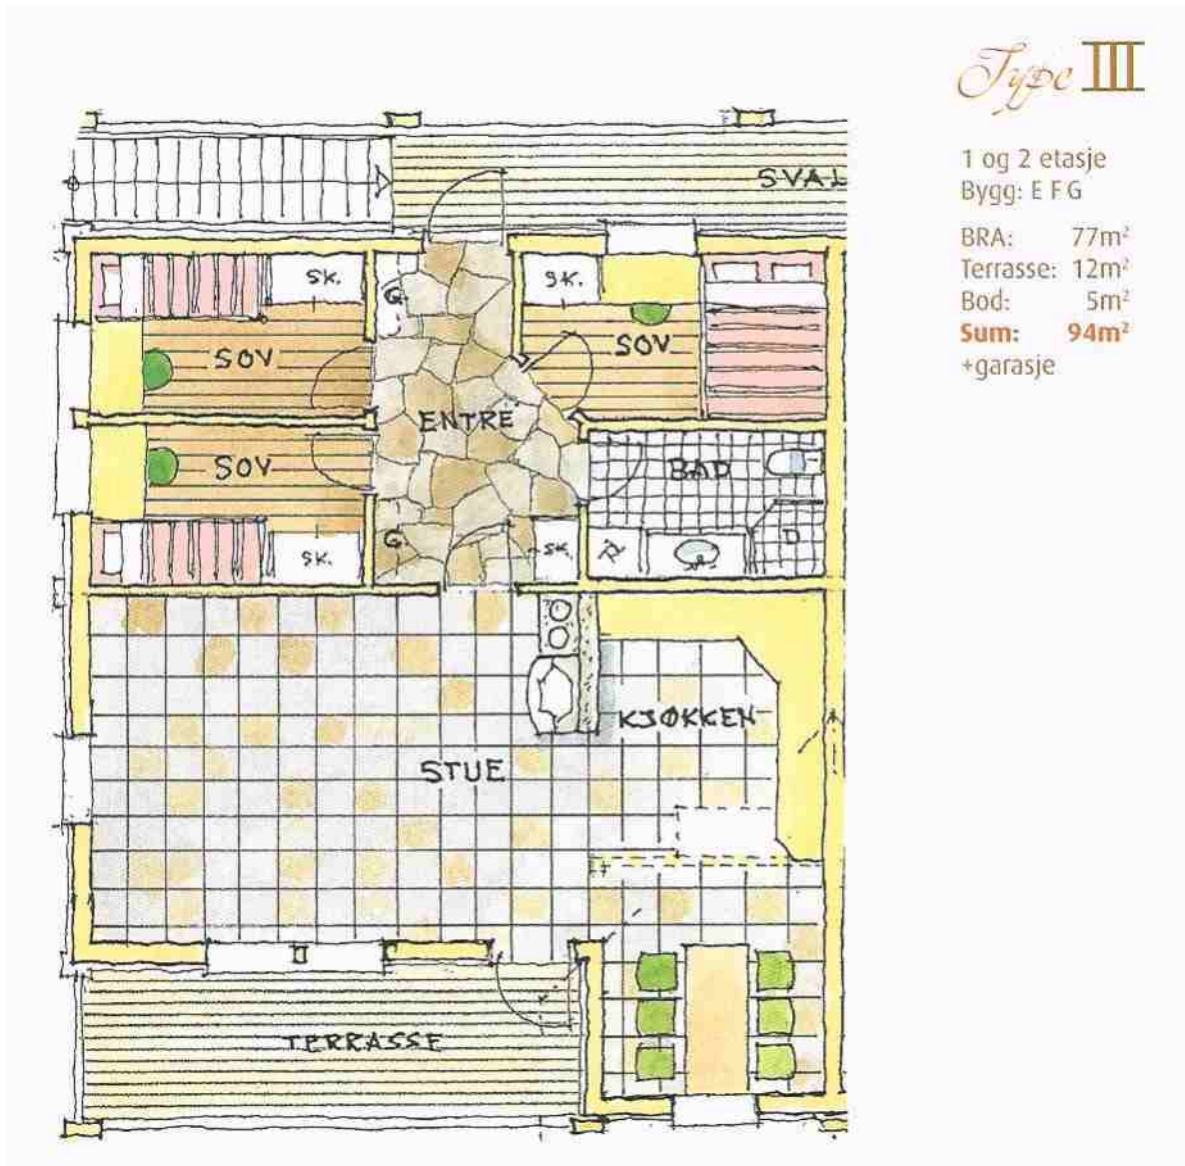 Type III
1 og 2 etasje
Bygg: E F G
BRA: 77m²
Terrasse: 12m²
Bod: 5m²
Sum: 94m²
+garasje
SVAL
SK.
G.
SK.
SOV
SOV
ENTRE
SOV
BAD
G.
SK.
SK.
D
KJØKKEN
STUE
TERRASSE